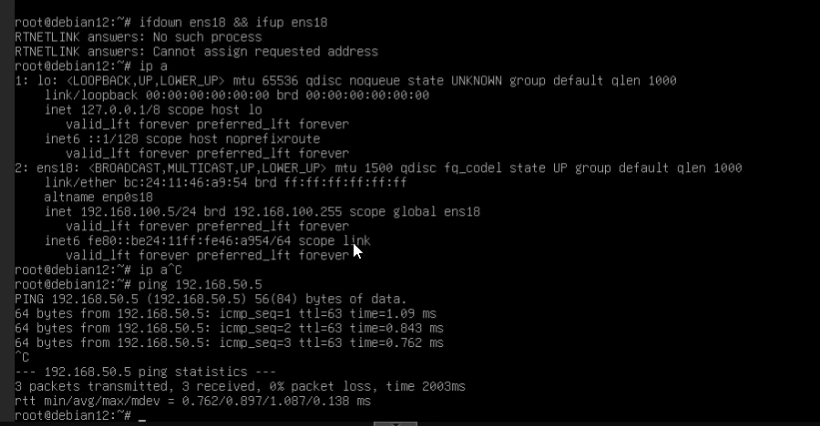 root@debian12:~# ifdown ens18 && ifup ens18
RTNETLINK answers: No such process
RTNETLINK answers: Cannot assign requested address
root@debian12:~# ip a
1: lo: <LOOPBACK,UP,LOWER_UP> mtu 65536 qdisc noqueue state UNKNOWN group default qlen 1000
    link/loopback 00:00:00:00:00:00 brd 00:00:00:00:00:00
    inet 127.0.0.1/8 scope host lo
       valid_lft forever preferred_lft forever
    inet6 ::1/128 scope host noprefixroute
       valid_lft forever preferred_lft forever
2: ens18: <BROADCAST,MULTICAST,UP,LOWER_UP> mtu 1500 qdisc fq_codel state UP group default qlen 1000
    link/ether bc:24:11:46:a9:54 brd ff:ff:ff:ff:ff:ff
    altname enp0s18
    inet 192.168.100.5/24 brd 192.168.100.255 scope global ens18
       valid_lft forever preferred_lft forever
    inet6 fe80::be24:11ff:fe46:a954/64 scope link
       valid_lft forever preferred_lft forever
root@debian12:~# ip a^C
root@debian12:~# ping 192.168.50.5
PING 192.168.50.5 (192.168.50.5) 56(84) bytes of data.
64 bytes from 192.168.50.5: icmp_seq=1 ttl=63 time=1.09 ms
64 bytes from 192.168.50.5: icmp_seq=2 ttl=63 time=0.843 ms
64 bytes from 192.168.50.5: icmp_seq=3 ttl=63 time=0.762 ms
^C
--- 192.168.50.5 ping statistics ---
3 packets transmitted, 3 received, 0% packet loss, time 2003ms
rtt min/avg/max/mdev = 0.762/0.897/1.087/0.138 ms
root@debian12:~# _